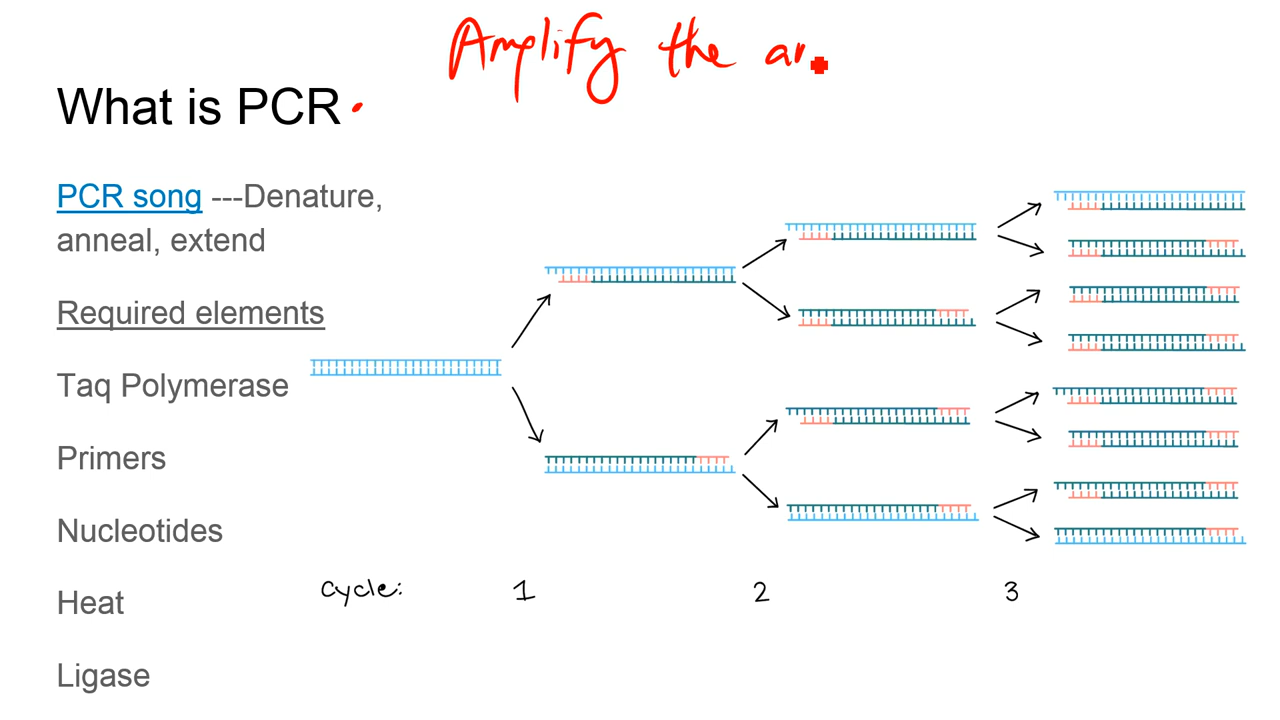 Amplify the
What is PCR
PCR song ---Denature,
anneal, extend
Required elements
Taq Polymerase
Primers
Nucleotides
Heat
Ligase
cycle: 1 2 3